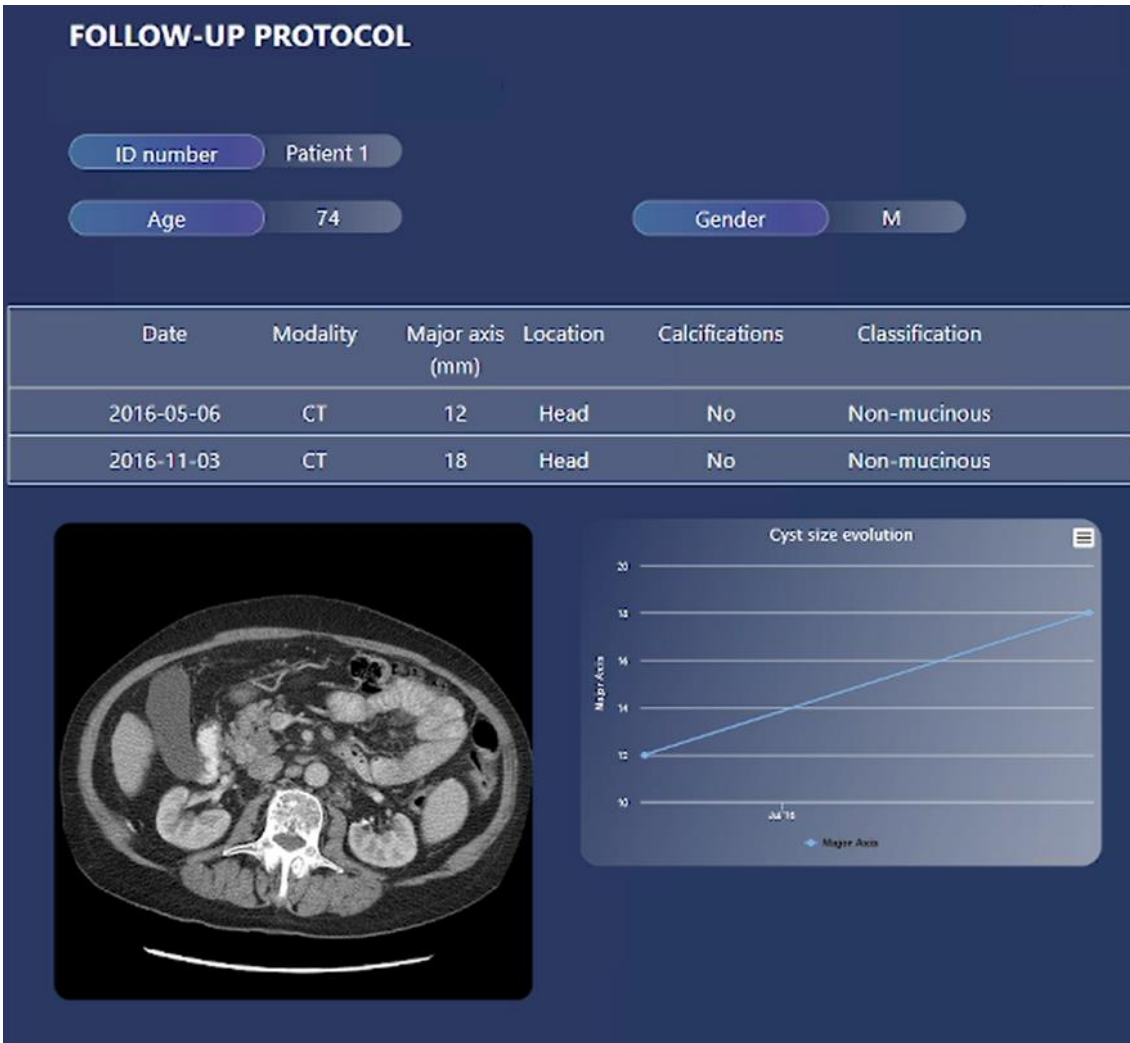 FOLLOW-UP PROTOCOL
ID number Patient 1
Age 74 Gender M
Date Modality Major axis (mm) Location Calcifications Classification
2016-05-06 CT 12 Head No Non-mucinous
2016-11-03 CT 18 Head No Non-mucinous
Cyst size evolution
20
18
16
14
12
10
Major Axis
Jul '16
Major Axis